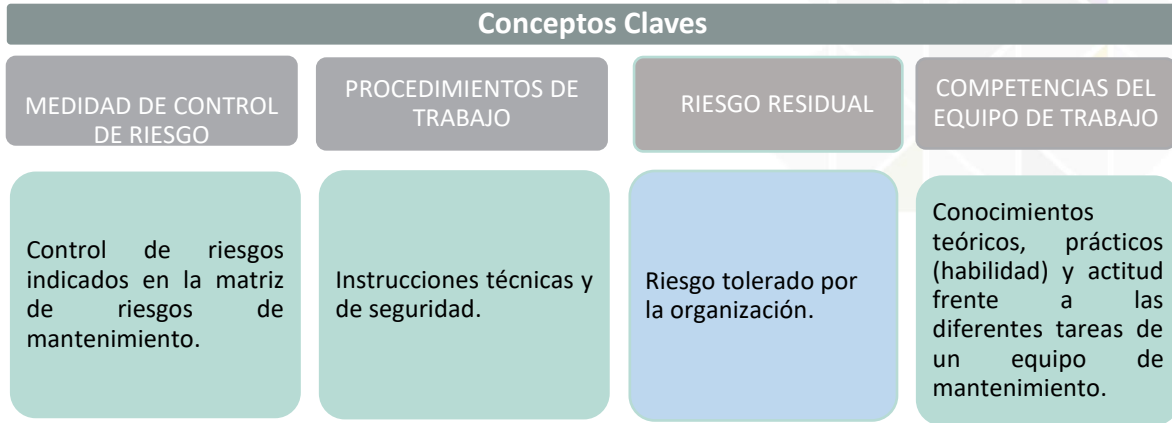 Conceptos Claves
MEDIDAD DE CONTROL
DE RIESGO
PROCEDIMIENTOS DE
TRABAJO
RIESGO RESIDUAL
COMPETENCIAS DEL
EQUIPO DE TRABAJO
Control de riesgos
indicados en la matriz
de riesgos de
mantenimiento.
Instrucciones técnicas y
de seguridad.
Riesgo tolerado por
la organización.
Conocimientos
teóricos, prácticos
(habilidad) y actitud
frente a las
diferentes tareas de
un equipo de
mantenimiento.